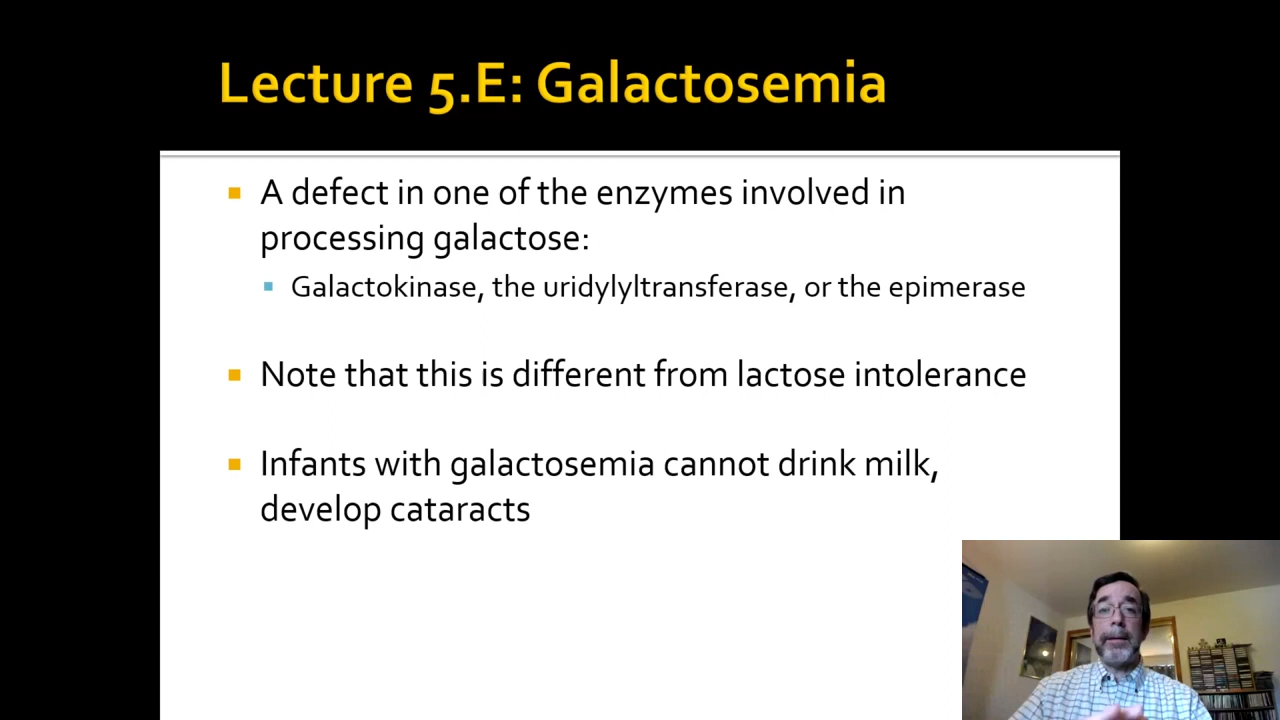 Lecture 5.E: Galactosemia
A defect in one of the enzymes involved in
processing galactose:
Galactokinase, the uridylyltransferase, or the epimerase
Note that this is different from lactose intolerance
Infants with galactosemia cannot drink milk,
develop cataracts